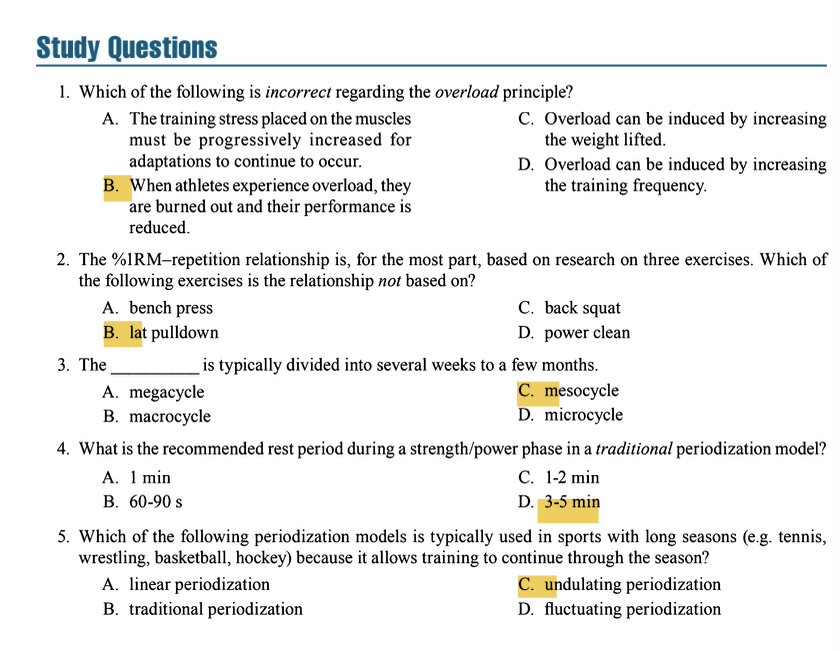 Study Questions
1. Which of the following is incorrect regarding the overload principle?
A. The training stress placed on the muscles
must be progressively increased for
adaptations to continue to occur.
B. When athletes experience overload, they
are burned out and their performance is
reduced.
C. Overload can be induced by increasing
the weight lifted.
D. Overload can be induced by increasing
the training frequency.
2. The %1RM–repetition relationship is, for the most part, based on research on three exercises. Which of
the following exercises is the relationship not based on?
A. bench press
B. lat pulldown
C. back squat
D. power clean
3. The __________ is typically divided into several weeks to a few months.
A. megacycle
B. macrocycle
C. mesocycle
D. microcycle
4. What is the recommended rest period during a strength/power phase in a traditional periodization model?
A. 1 min
B. 60-90 s
C. 1-2 min
D. 3-5 min
5. Which of the following periodization models is typically used in sports with long seasons (e.g. tennis,
wrestling, basketball, hockey) because it allows training to continue through the season?
A. linear periodization
B. traditional periodization
C. undulating periodization
D. fluctuating periodization